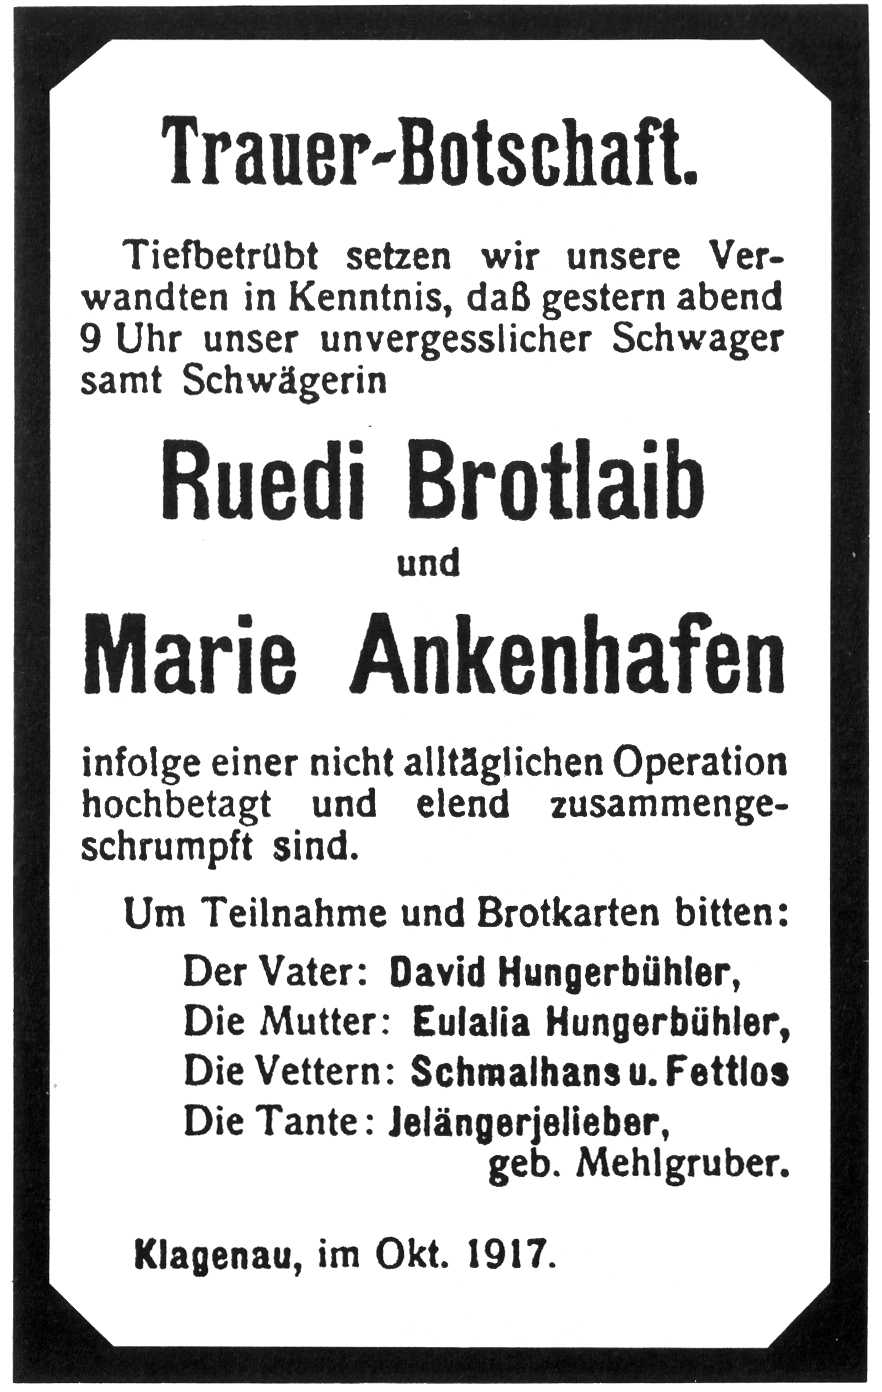 Trauer-Botschaft.
Tiefbetrübt setzen wir unsere Ver-
wandten in Kenntnis, daß gestern abend
9 Uhr unser unvergesslicher Schwager
samt Schwägerin
Ruedi Brotlaib
und
Marie Ankenhafen
infolge einer nicht alltäglichen Operation
hochbetagt und elend zusammenge-
schrumpft sind.
Um Teilnahme und Brotkarten bitten:
Der Vater: David Hungerbühler,
Die Mutter: Eulalia Hungerbühler,
Die Vettern: Schmalhans u. Fettlos
Die Tante: Jelängerjelieber,
geb. Mehlgruber.
Klagenau, im Okt. 1917.